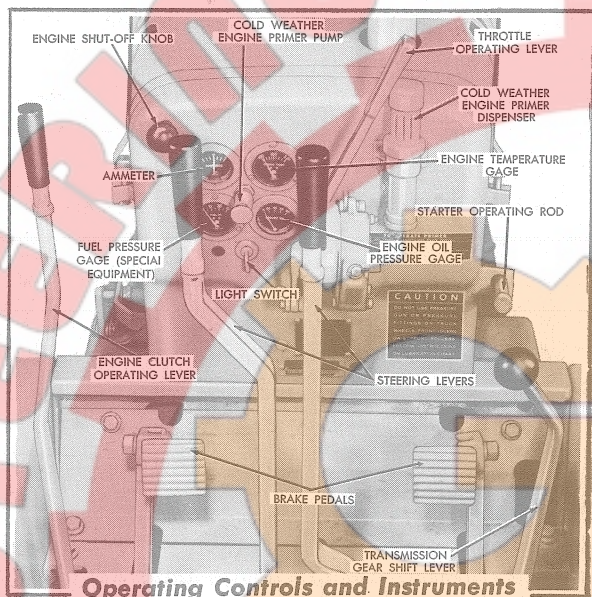 COLD WEATHER
ENGINE PRIMER PUMP
ENGINE SHUT-OFF KNOB
THROTTLE
OPERATING LEVER
COLD WEATHER
ENGINE PRIMER
DISPENSER
AMMETER
ENGINE TEMPERATURE
GAGE
STARTER OPERATING ROD
FUEL PRESSURE
GAGE (SPECIAL
EQUIPMENT)
ENGINE OIL
PRESSURE GAGE
LIGHT SWITCH
CAUTION
ENGINE CLUTCH
OPERATING LEVER
STEERING LEVERS
BRAKE PEDALS
TRANSMISSION
GEAR SHIFT LEVER
Operating Controls and Instruments